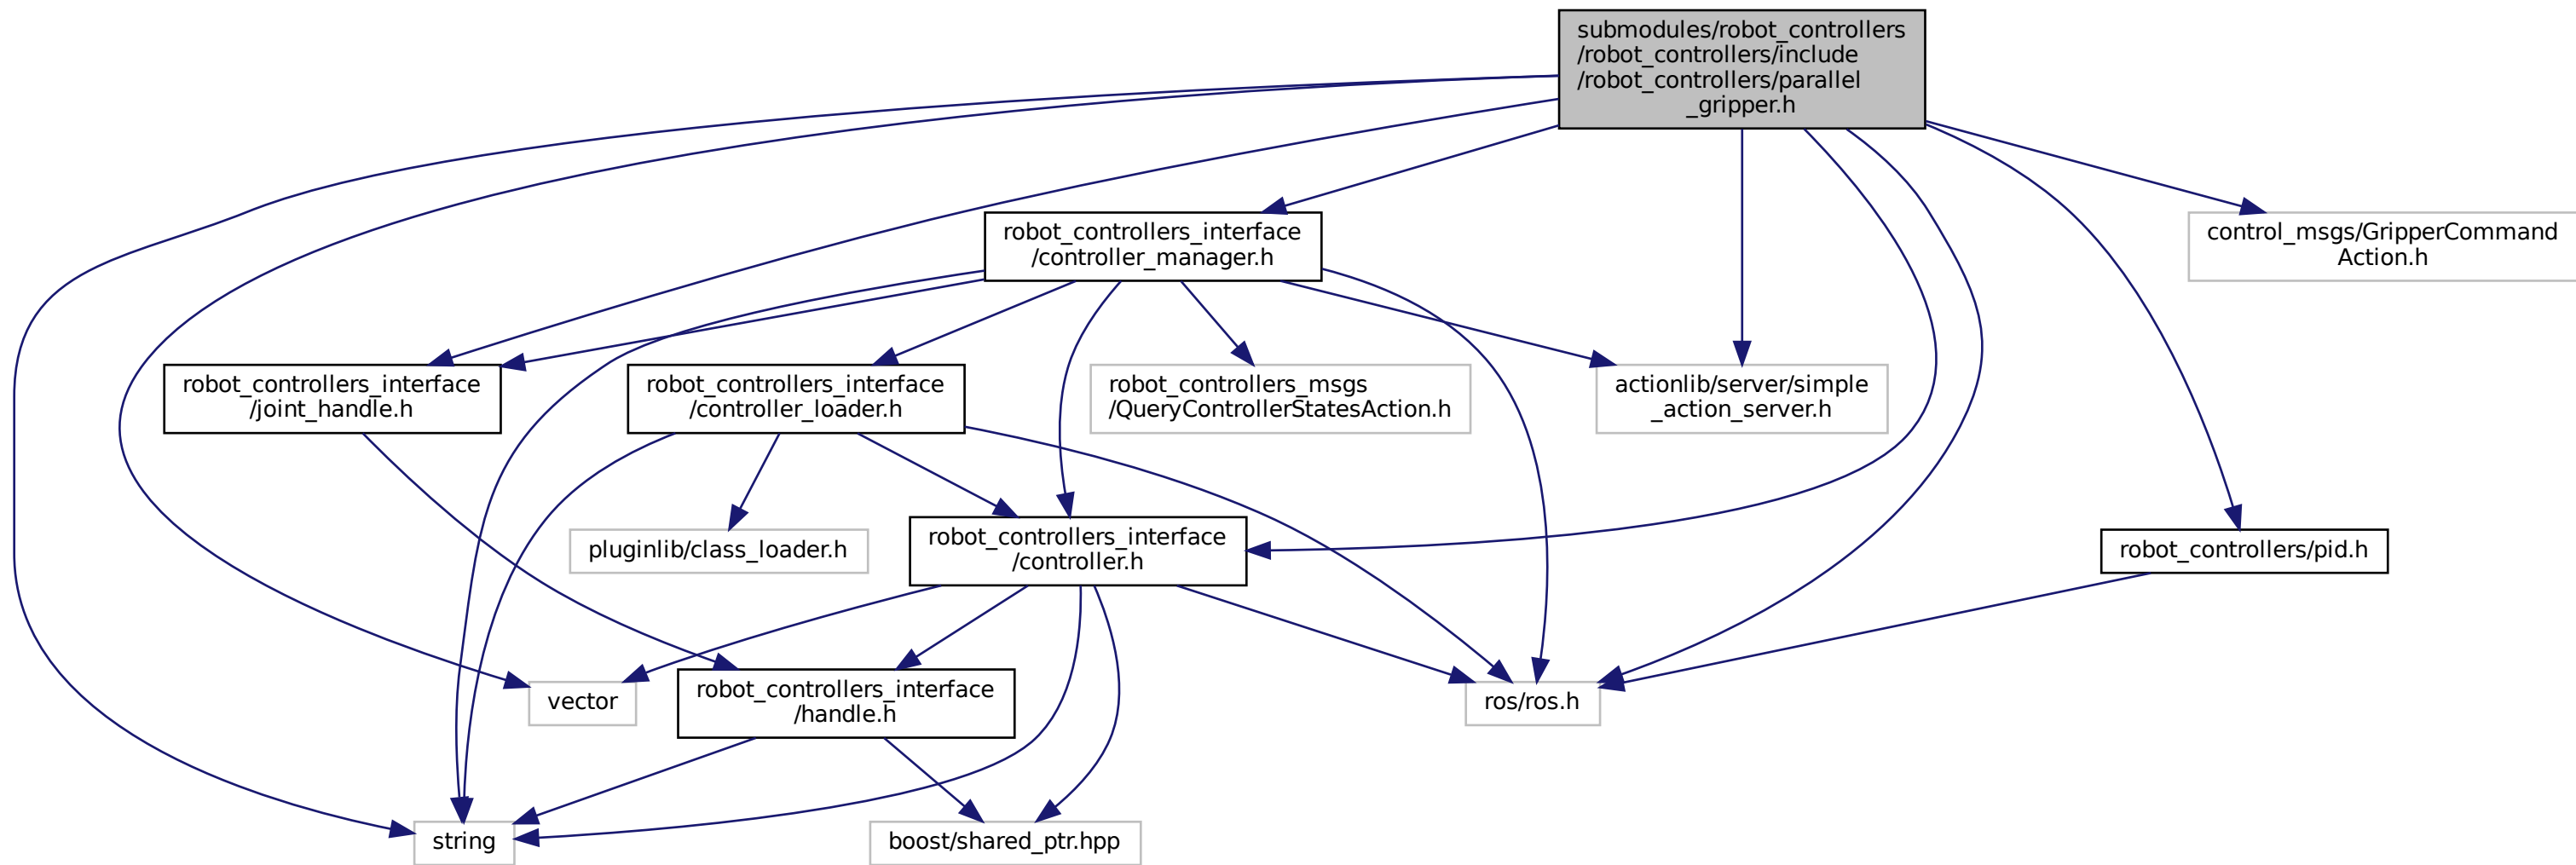 submodules/robot_controllers
/robot_controllers/include
/robot_controllers/parallel
_gripper.h
robot_controllers_interface
/controller_manager.h
control_msgs/GripperCommand
Action.h
robot_controllers_interface
/joint_handle.h
robot_controllers_interface
/controller_loader.h
robot_controllers_msgs
/QueryControllerStatesAction.h
actionlib/server/simple
_action_server.h
pluginlib/class_loader.h
robot_controllers_interface
/controller.h
robot_controllers/pid.h
vector
robot_controllers_interface
/handle.h
ros/ros.h
string
boost/shared_ptr.hpp